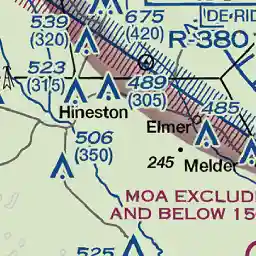 539
(320)
675
(420)
DE RID
R-380
523
(315)
489
(305)
485
Hineston
Elmer
506
(350)
245
Melder
MOA EXCLUDE
AND BELOW 15
525